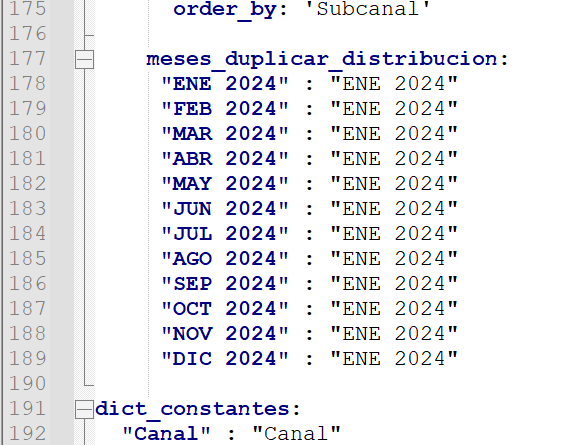 175 order_by: 'Subcanal'
176
177 meses_duplicar_distribucion:
178 "ENE 2024" : "ENE 2024"
179 "FEB 2024" : "ENE 2024"
180 "MAR 2024" : "ENE 2024"
181 "ABR 2024" : "ENE 2024"
182 "MAY 2024" : "ENE 2024"
183 "JUN 2024" : "ENE 2024"
184 "JUL 2024" : "ENE 2024"
185 "AGO 2024" : "ENE 2024"
186 "SEP 2024" : "ENE 2024"
187 "OCT 2024" : "ENE 2024"
188 "NOV 2024" : "ENE 2024"
189 "DIC 2024" : "ENE 2024"
190
191 dict_constantes:
192 "Canal" : "Canal"